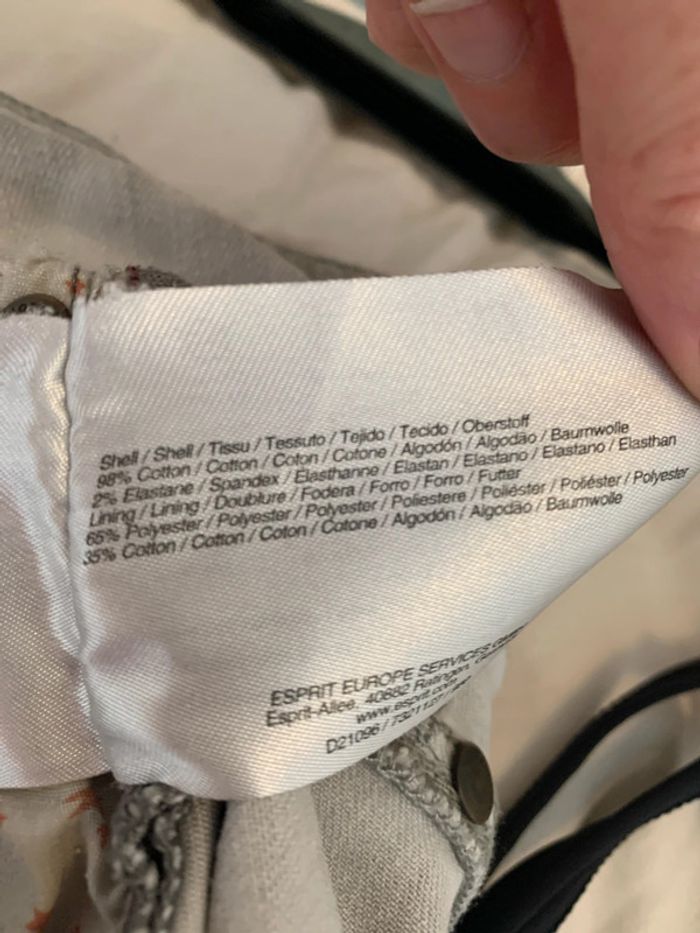 Shell / Shell / Tissu / Tessuto / Tejido / Tecido / Oberstoff
98% Cotton / Cotton / Coton / Cotone / Algodón / Algodão / Baumwolle
2% Elastane / Spandex / Elasthanne / Elastan / Elastano / Elastano / Elasthan
Lining / Lining / Doublure / Fodera / Forro / Forro / Futter
65% Polyester / Polyester / Polyester / Poliestere / Poliéster / Poliéster / Polyester
35% Cotton / Cotton / Coton / Cotone / Algodón / Algodão / Baumwolle
ESPRIT EUROPE SERVICES
Esprit-Allee, 40882 Ratingen,
www.esprit.com
D21096 /